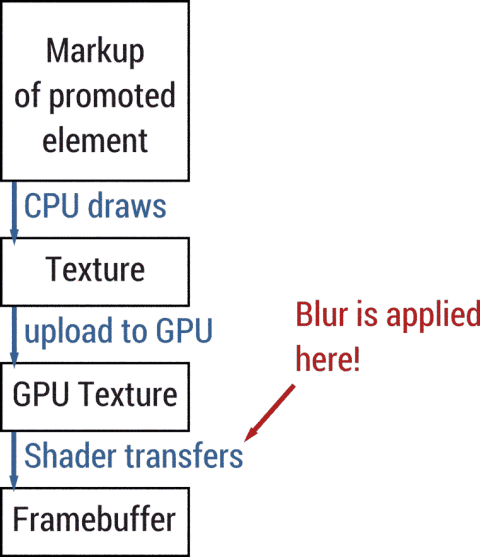 Markup
of promoted
element
CPU draws
Texture
upload to GPU
Blur is applied
here!
GPU Texture
Shader transfers
Framebuffer